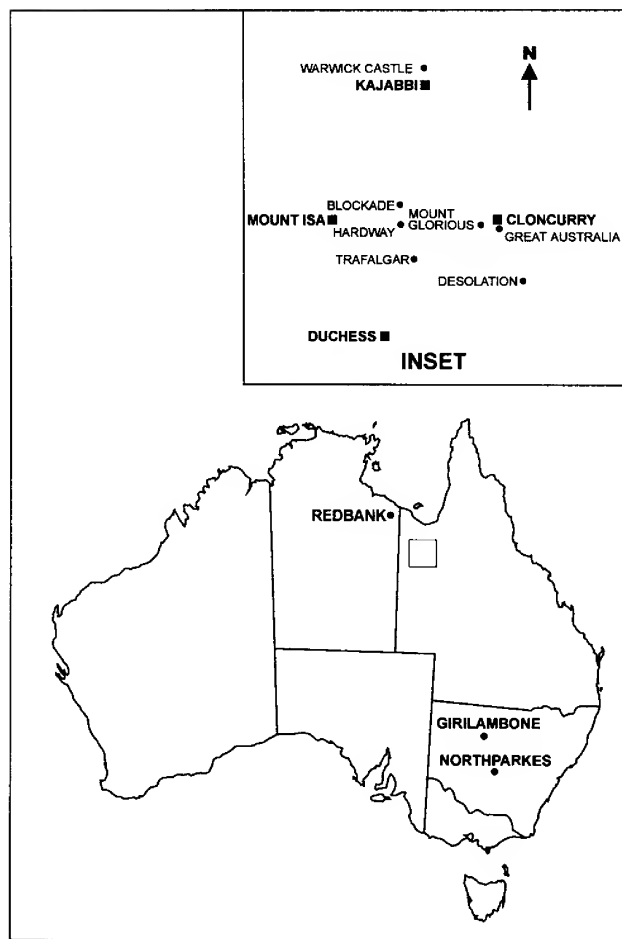 N
WARWICK CASTLE
KAJABBI
BLOCKADE
MOUNT ISA
HARDWAY
MOUNT
GLORIOUS
CLONCURRY
GREAT AUSTRALIA
TRAFALGAR
DESOLATION
DUCHESS
INSET
REDBANK
GIRILAMBONE
NORTHPARKES